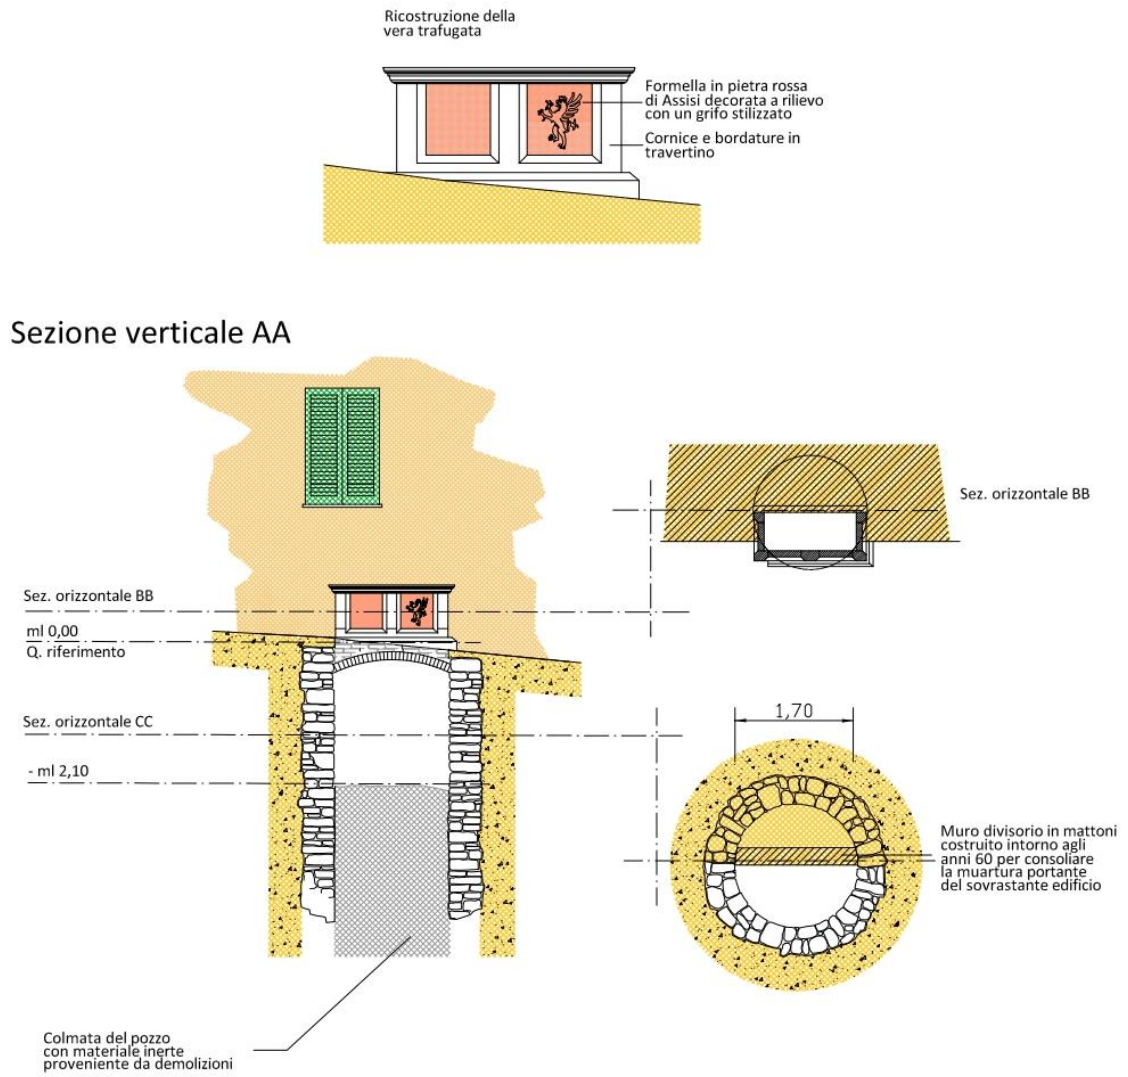 Ricostruzione della
vera trafugata
Formella in pietra rossa
di Assisi decorata a rilievo
con un grifo stilizzato
Cornice e bordature in
travertino
Sezione verticale AA
Sez. orizzontale BB
Sez. orizzontale BB
ml 0,00
Q. riferimento
Sez. orizzontale CC
- ml 2,10
1,70
Muro divisorio in mattoni
costruito intorno agli
anni 60 per consoliare
la muartura portante
del sovrastante edificio
Colmata del pozzo
con materiale inerte
proveniente da demolizioni